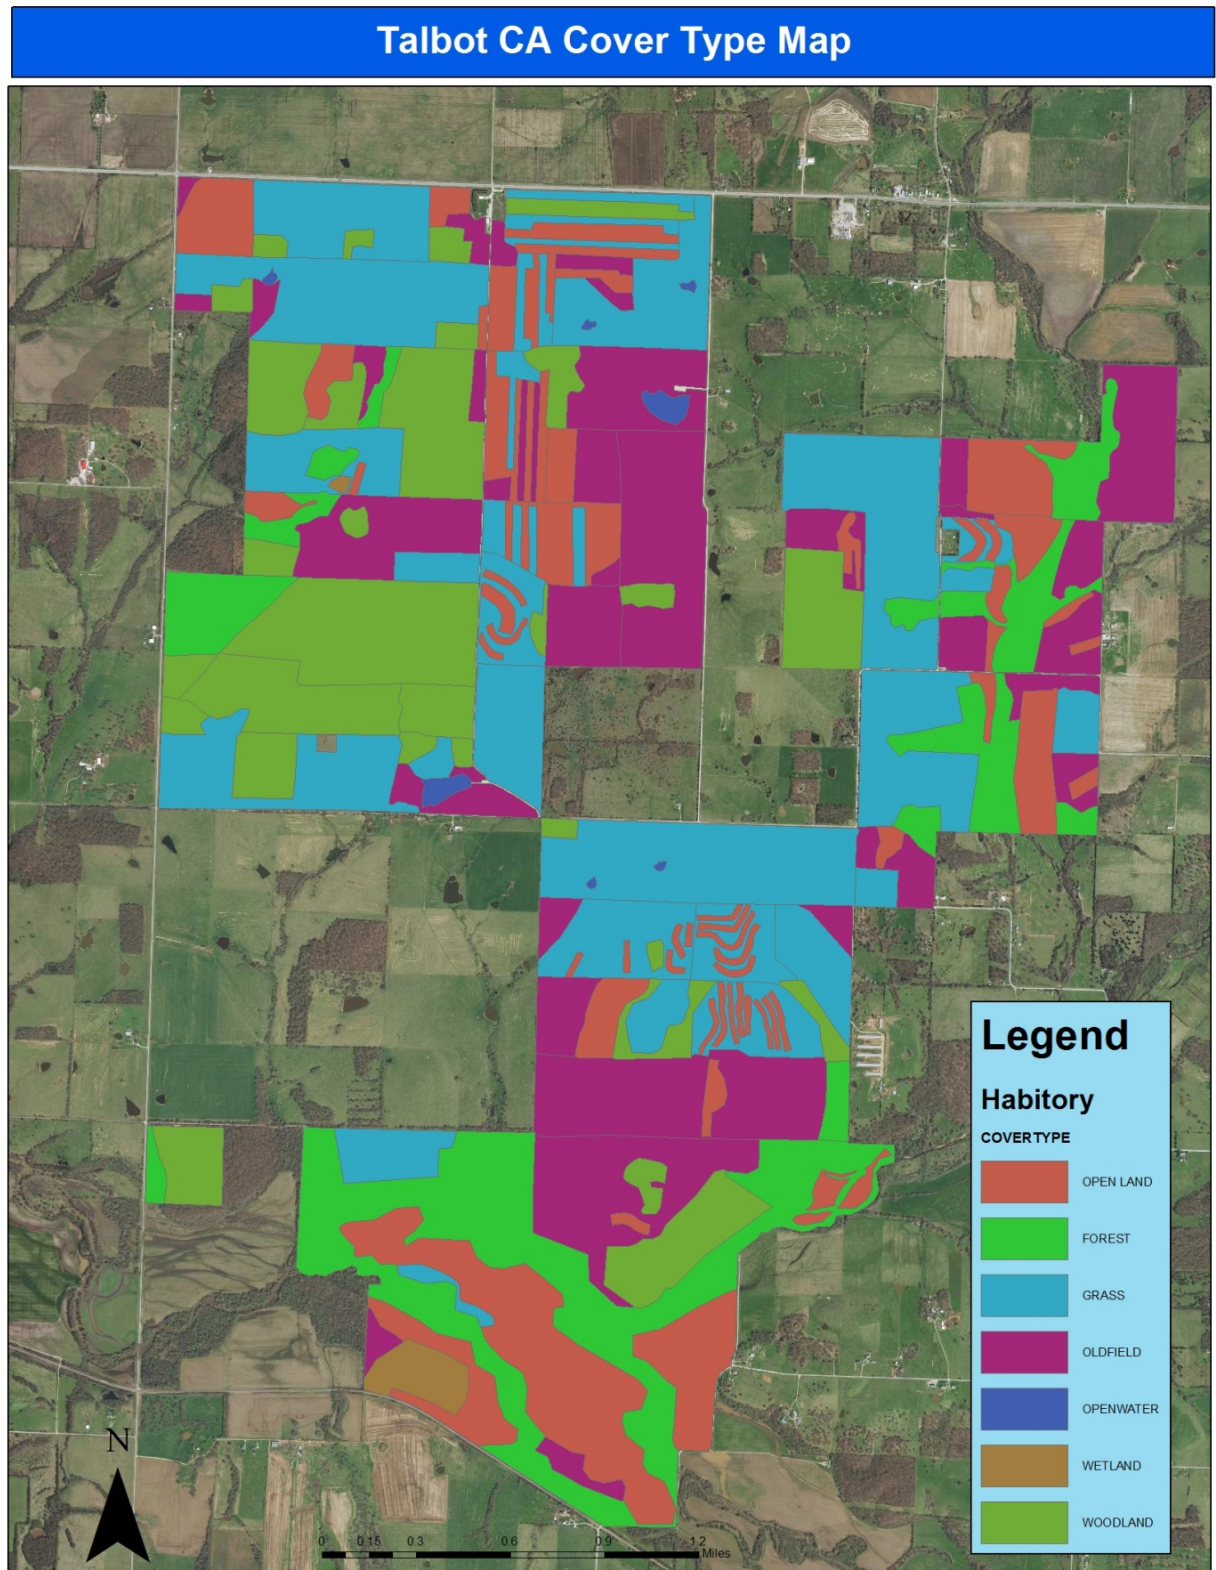 Talbot CA Cover Type Map
Legend
Habitory
COVERTYPE
OPEN LAND
FOREST
GRASS
OLDFIELD
OPENWATER
WETLAND
WOODLAND
N
0 0.15 0.3 0.6 0.9 1.2
Miles